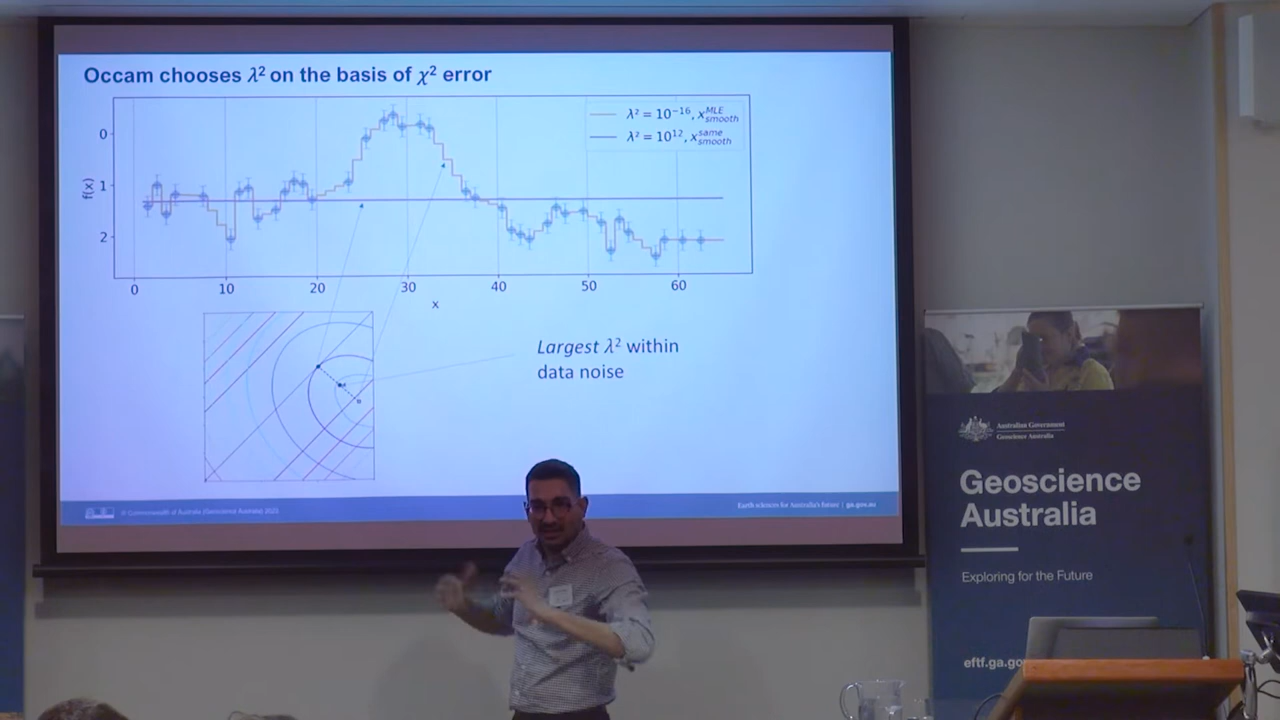 Occam chooses λ² on the basis of χ² error
λ² = 10⁻¹⁶, x^MLE_smooth
λ² = 10¹², x^same_smooth
f(x)
0
1
2
0 10 20 30 40 50 60
x
Largest λ² within
data noise
© Commonwealth of Australia (Geoscience Australia) 2023
Earth sciences for Australia's future | ga.gov.au
Australian Government
Geoscience Australia
Geoscience
Australia
Exploring for the Future
eftf.ga.go